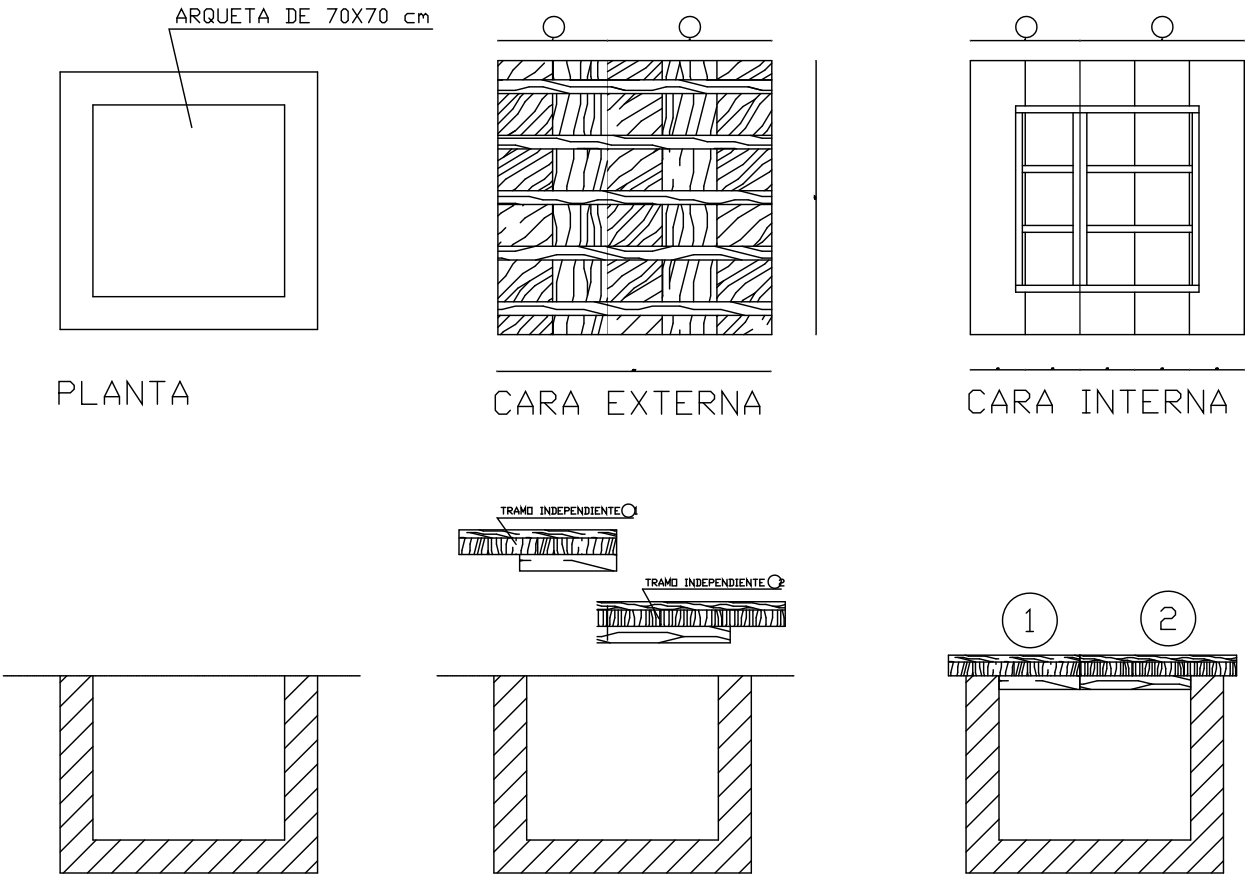 ARQUETA DE 70X70 cm
PLANTA
CARA EXTERNA
CARA INTERNA
TRAMO INDEPENDIENTE 1
TRAMO INDEPENDIENTE 2
1
2